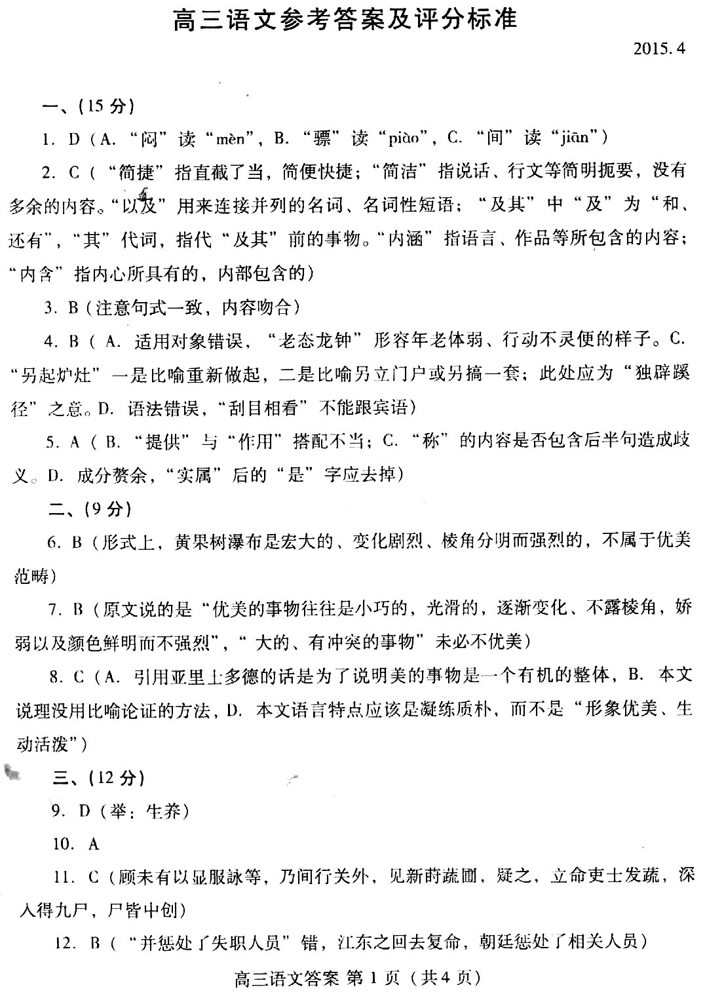 高三语文参考答案及评分标准
2015.4
一、(15 分)
1. D (A. “闷” 读 “mèn”, B. “骠” 读 “piào”, C. “间” 读 “jiān”)
2. C ( “简捷” 指直截了当，简便快捷；“简洁” 指说话、行文等简明扼要，没有
多余的内容。“以及” 用来连接并列的名词、名词性短语；“及其” 中 “及” 为 “和、
还有”，“其” 代词，指代 “及其” 前的事物。“内涵” 指语言、作品等所包含的内容；
“内含” 指内心所具有的，内部包含的)
3. B (注意句式一致，内容吻合)
4. B ( A. 适用对象错误，“老态龙钟” 形容年老体弱、行动不灵便的样子。C.
“另起炉灶” 一是比喻重新做起，二是比喻另立门户或另搞一套；此处应为 “独辟蹊
径” 之意。D. 语法错误，“刮目相看” 不能跟宾语)
5. A ( B. “提供” 与 “作用” 搭配不当；C. “称” 的内容是否包含后半句造成歧
义。D. 成分赘余，“实属” 后的 “是” 字应去掉)
二、(9 分)
6. B (形式上，黄果树瀑布是宏大的、变化剧烈、棱角分明而强烈的，不属于优美
范畴)
7. B (原文说的是 “优美的事物往往是小巧的，光滑的，逐渐变化、不露棱角，娇
弱以及颜色鲜明而不强烈”，“ 大的、有冲突的事物” 未必不优美)
8. C (A. 引用亚里士多德的话是为了说明美的事物是一个有机的整体，B. 本文
说理没用比喻论证的方法，D. 本文语言特点应该是凝练质朴，而不是 “形象优美、生
动活泼”)
三、(12 分)
9. D (举：生养)
10. A
11. C (顾未有以显服詠等，乃间行关外，见新莳蔬圃，疑之，立命吏士发蔬，深
入得九尸，尸皆中创)
12. B ( “并惩处了失职人员” 错，江东之回去复命，朝廷惩处了相关人员)
高三语文答案 第 1 页 (共 4 页)